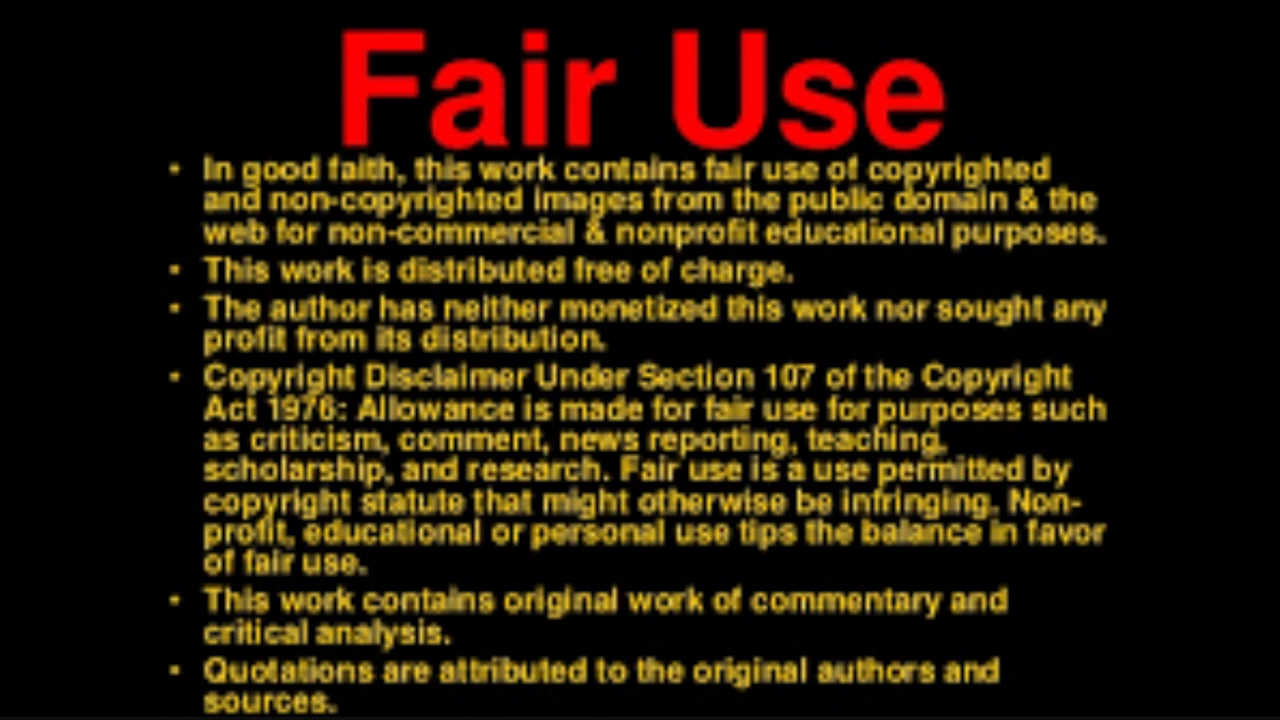 Fair Use
• In good faith, this work contains fair use of copyrighted
and non-copyrighted images from the public domain & the
web for non-commercial & nonprofit educational purposes.
• This work is distributed free of charge.
• The author has neither monetized this work nor sought any
profit from its distribution.
• Copyright Disclaimer Under Section 107 of the Copyright
Act 1976: Allowance is made for fair use for purposes such
as criticism, comment, news reporting, teaching,
scholarship, and research. Fair use is a use permitted by
copyright statute that might otherwise be infringing. Non-
profit, educational or personal use tips the balance in favor
of fair use.
• This work contains original work of commentary and
critical analysis.
• Quotations are attributed to the original authors and
sources.